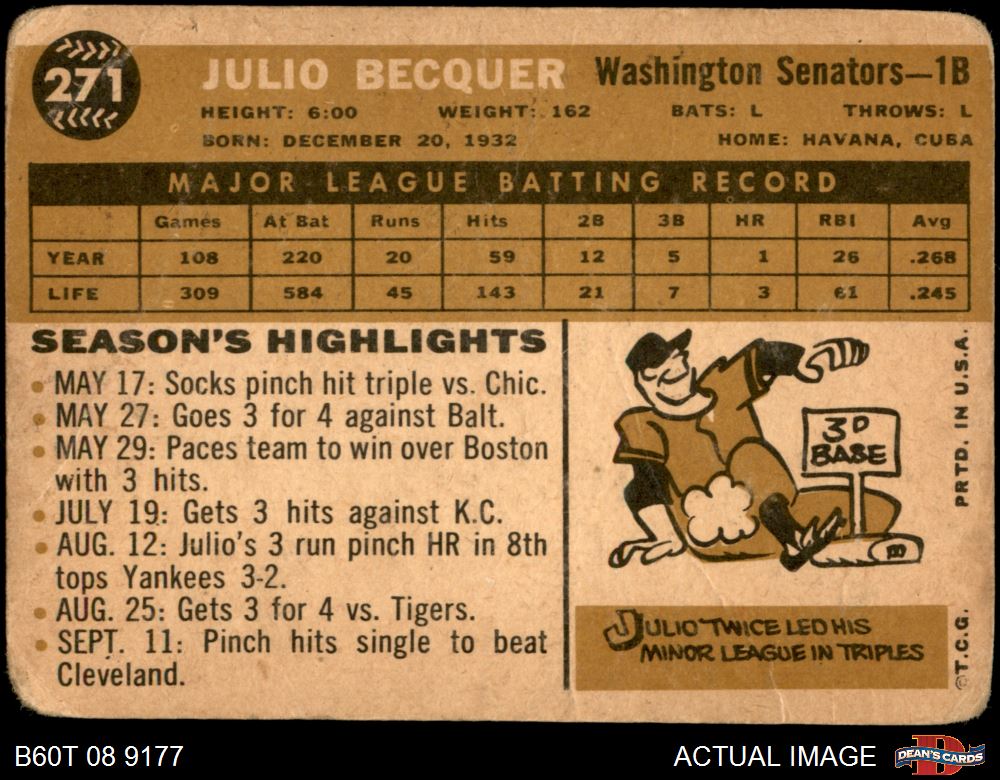 271
JULIO BECQUER Washington Senators—1B
HEIGHT: 6:00 WEIGHT: 162 BATS: L THROWS: L
BORN: DECEMBER 20, 1932 HOME: HAVANA, CUBA
MAJOR LEAGUE BATTING RECORD
Games At Bat Runs Hits 2B 3B HR RBI Avg
YEAR 108 220 20 59 12 5 1 26 .268
LIFE 309 584 45 143 21 7 3 61 .245
SEASON'S HIGHLIGHTS
• MAY 17: Socks pinch hit triple vs. Chic.
• MAY 27: Goes 3 for 4 against Balt.
• MAY 29: Paces team to win over Boston
with 3 hits.
• JULY 19: Gets 3 hits against K.C.
• AUG. 12: Julio's 3 run pinch HR in 8th
tops Yankees 3-2.
• AUG. 25: Gets 3 for 4 vs. Tigers.
• SEPT. 11: Pinch hits single to beat
Cleveland.
3D
BASE
JULIO TWICE LED HIS
MINOR LEAGUE IN TRIPLES
©T.C.G. PRTD. IN U.S.A.
B60T 08 9177
ACTUAL IMAGE
D
DEAN'S CARDS